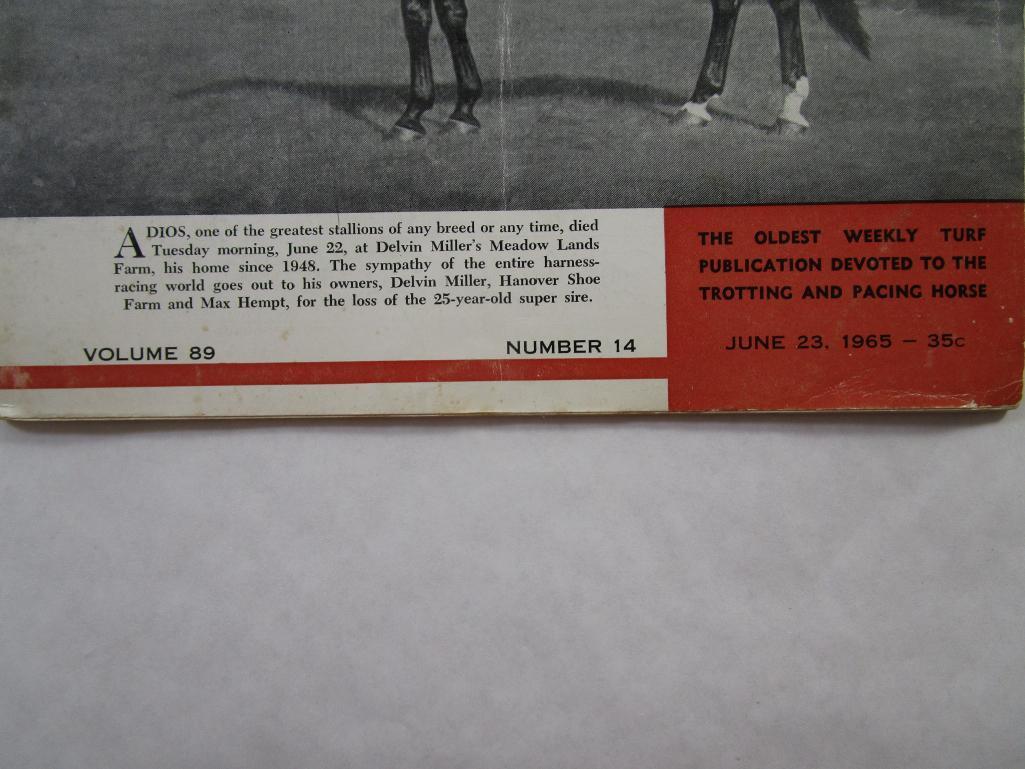 ADIOS, one of the greatest stallions of any breed or any time, died
Tuesday morning, June 22, at Delvin Miller's Meadow Lands
Farm, his home since 1948. The sympathy of the entire harness-
racing world goes out to his owners, Delvin Miller, Hanover Shoe
Farm and Max Hempt, for the loss of the 25-year-old super sire.
VOLUME 89
NUMBER 14
THE OLDEST WEEKLY TURF
PUBLICATION DEVOTED TO THE
TROTTING AND PACING HORSE
JUNE 23, 1965 — 35c